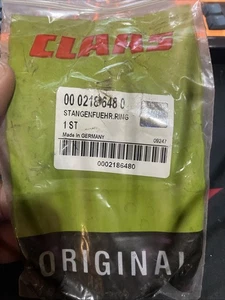 CLAAS
00 0218 648 0
STANGENFUEHR.RING
1 ST
Made in GERMANY
0002186480
ORIGINAL